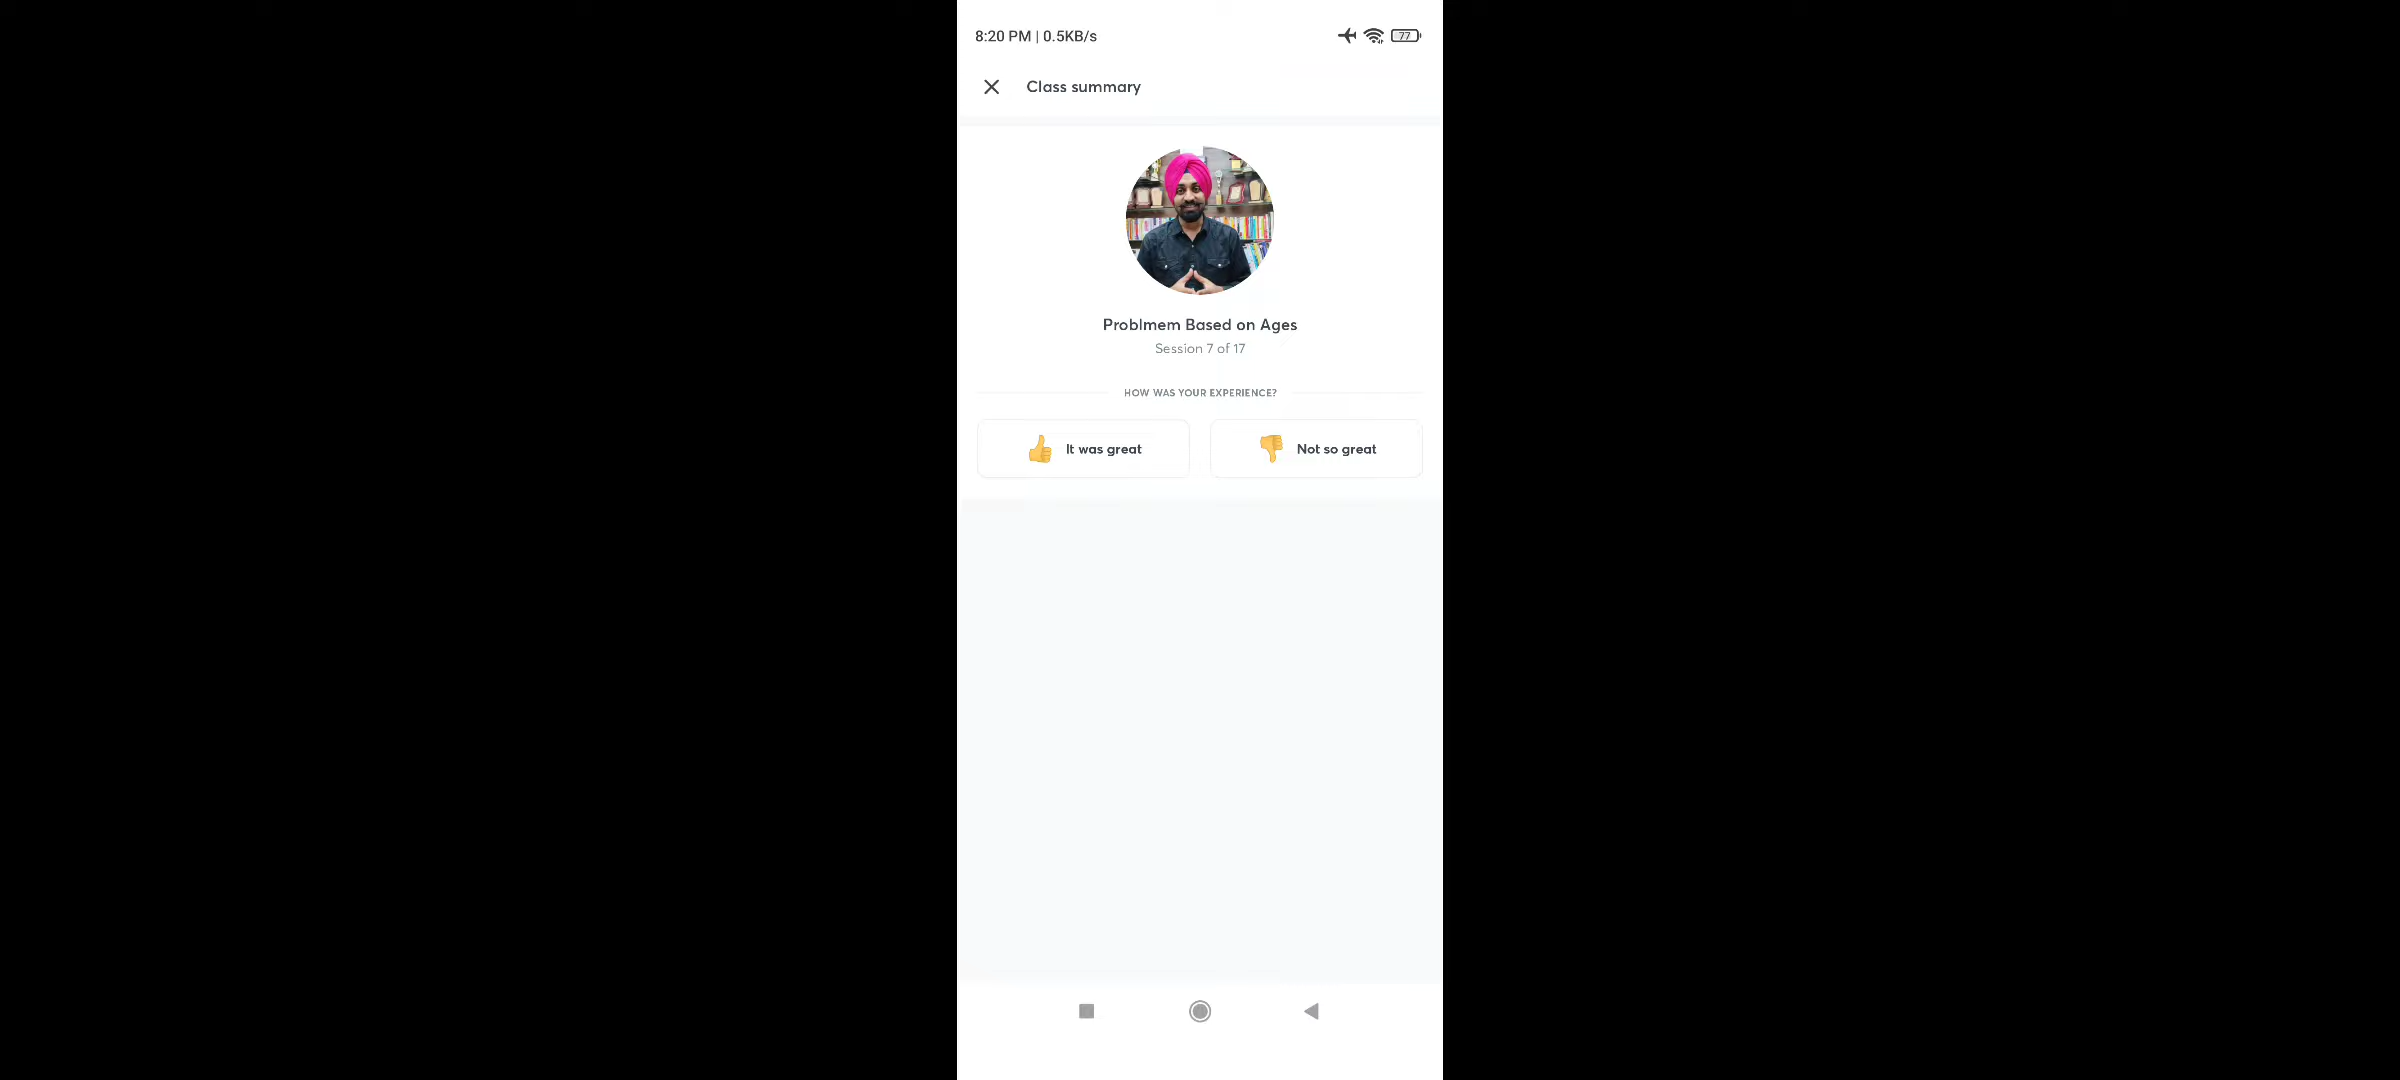 8:20 PM | 0.5KB/s
77
Class summary
Problmem Based on Ages
Session 7 of 17
HOW WAS YOUR EXPERIENCE?
It was great
Not so great